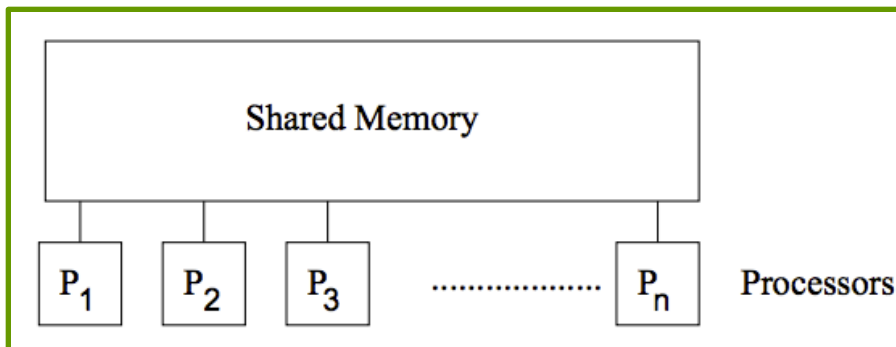 Shared Memory
P1 P2 P3 .................. Pn Processors